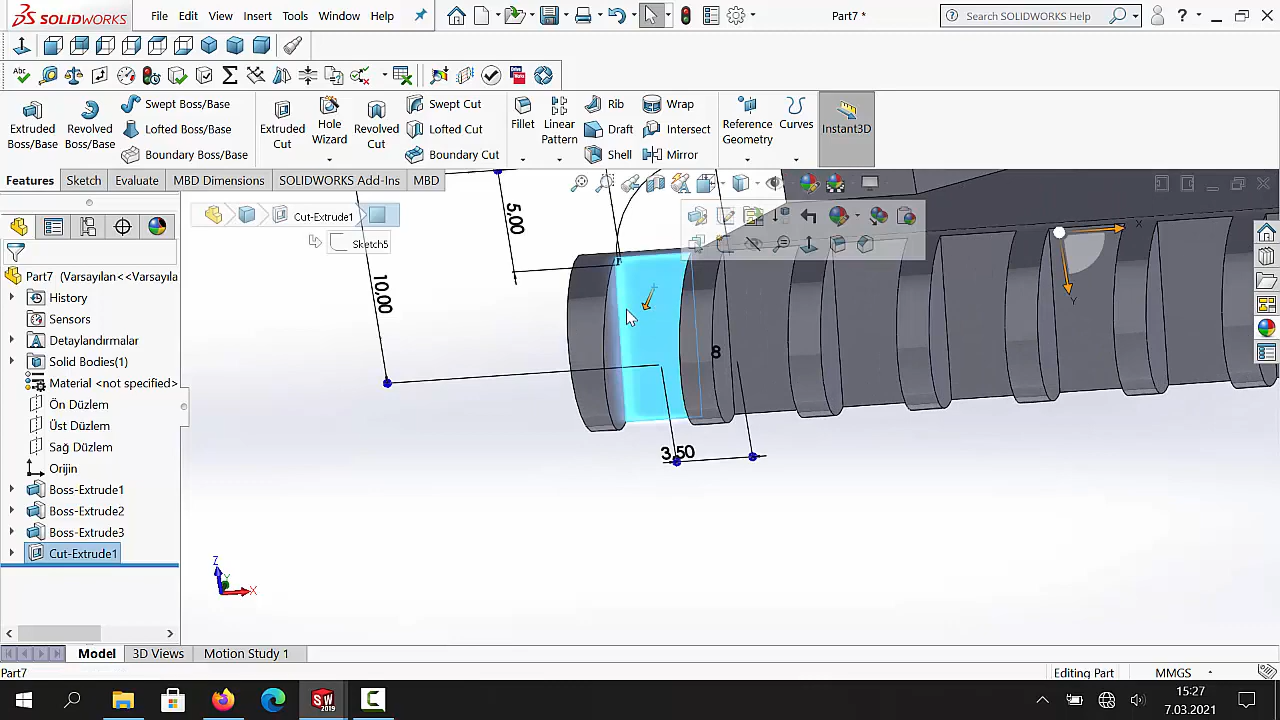 SOLIDWORKS File Edit View Insert Tools Window Help Part7 * Search SOLIDWORKS Help ?
Abc
Extruded Boss/Base
Revolved Boss/Base
Swept Boss/Base
Lofted Boss/Base
Boundary Boss/Base
Extruded Cut
Hole Wizard
Revolved Cut
Swept Cut
Lofted Cut
Boundary Cut
Fillet
Linear Pattern
Rib
Draft
Shell
Wrap
Intersect
Mirror
Reference Geometry
Curves
Instant3D
Features Sketch Evaluate MBD Dimensions SOLIDWORKS Add-Ins MBD
Cut-Extrude1
Sketch5
Part7 (Varsayılan<<Varsayıla
History
Sensors
Detaylandırmalar
Solid Bodies(1)
Material <not specified>
Ön Düzlem
Üst Düzlem
Sağ Düzlem
Orijin
Boss-Extrude1
Boss-Extrude2
Boss-Extrude3
Cut-Extrude1
5,00
10,00
8
3,50
X
Y
Z
Y
X
Model 3D Views Motion Study 1
Part7 Editing Part MMGS
SW 2019
15:27
7.03.2021